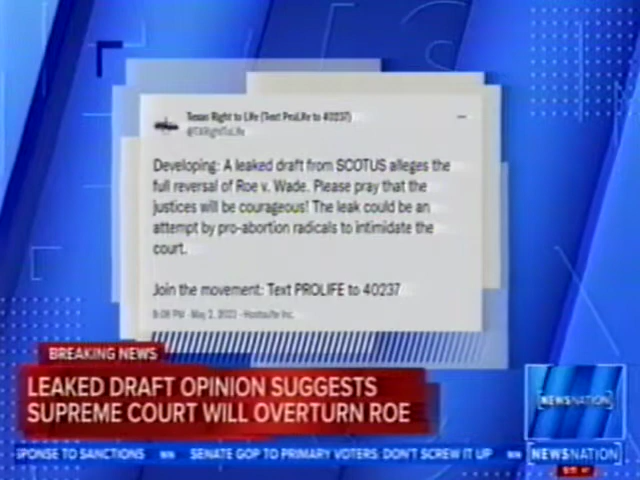 Texas Right to Life (Text ProLife to 40237)
@TXRightToLife
Developing: A leaked draft from SCOTUS alleges the
full reversal of Roe v. Wade. Please pray that the
justices will be courageous! The leak could be an
attempt by pro-abortion radicals to intimidate the
court.
Join the movement: Text PROLIFE to 40237
May 2, 2022 · Hootsuite Inc.
BREAKING NEWS
LEAKED DRAFT OPINION SUGGESTS
SUPREME COURT WILL OVERTURN ROE
NEWSNATION
SPONSE TO SANCTIONS NN SENATE GOP TO PRIMARY VOTERS: DON'T SCREW IT UP NN NEWSNATION